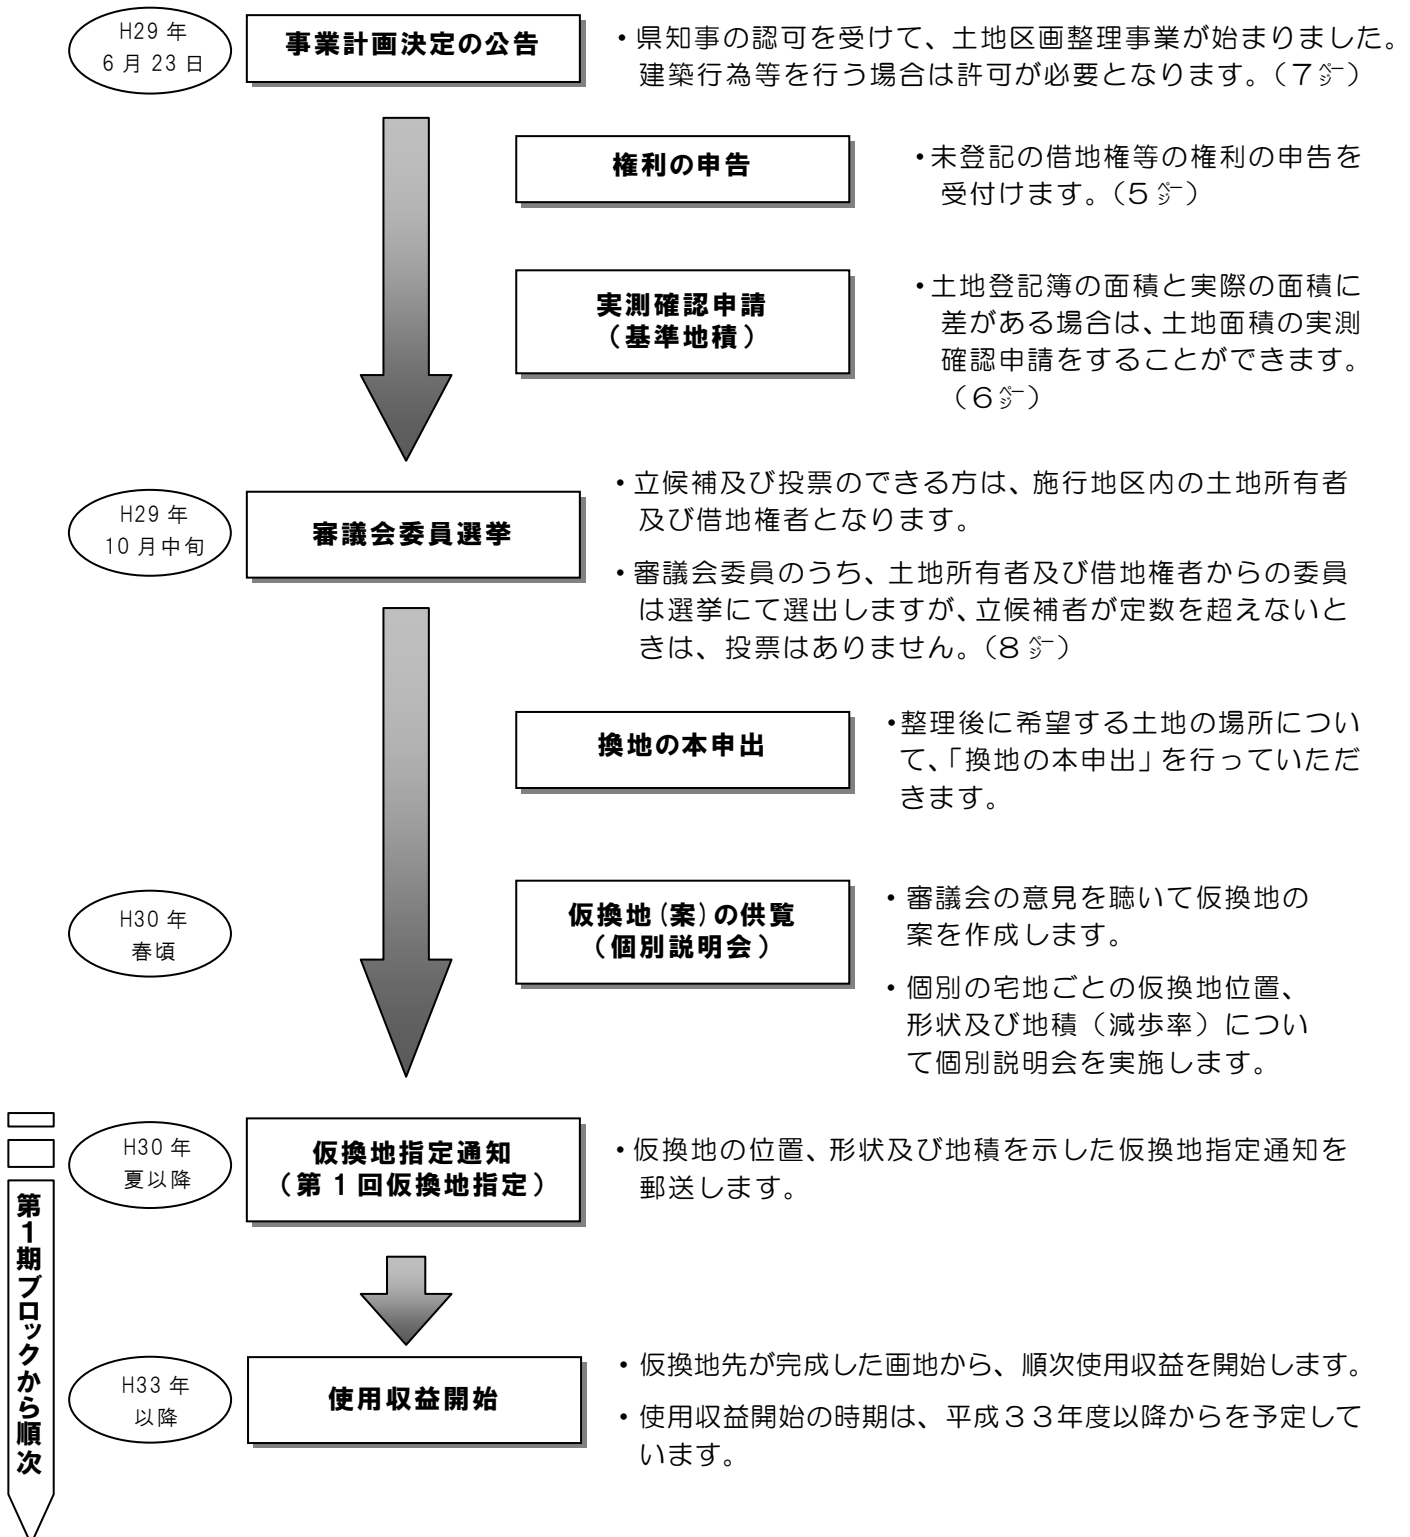 H29 年
6 月 23 日
事業計画決定の公告
・県知事の認可を受けて、土地区画整理事業が始まりました。
建築行為等を行う場合は許可が必要となります。（7㌻）
権利の申告
・未登記の借地権等の権利の申告を
受付けます。（5㌻）
実測確認申請
（基準地積）
・土地登記簿の面積と実際の面積に
差がある場合は、土地面積の実測
確認申請をすることができます。
（6㌻）
H29 年
10 月中旬
審議会委員選挙
・立候補及び投票のできる方は、施行地区内の土地所有者
及び借地権者となります。
・審議会委員のうち、土地所有者及び借地権者からの委員
は選挙にて選出しますが、立候補者が定数を超えないと
きは、投票はありません。（8㌻）
換地の本申出
・整理後に希望する土地の場所につい
て、「換地の本申出」を行っていただ
きます。
H30 年
春頃
仮換地（案）の供覧
（個別説明会）
・審議会の意見を聴いて仮換地の
案を作成します。
・個別の宅地ごとの仮換地位置、
形状及び地積（減歩率）につい
て個別説明会を実施します。
第1期ブロックから順次
H30 年
夏以降
仮換地指定通知
（第 1 回仮換地指定）
・仮換地の位置、形状及び地積を示した仮換地指定通知を
郵送します。
H33 年
以降
使用収益開始
・仮換地先が完成した画地から、順次使用収益を開始します。
・使用収益開始の時期は、平成３３年度以降からを予定して
います。